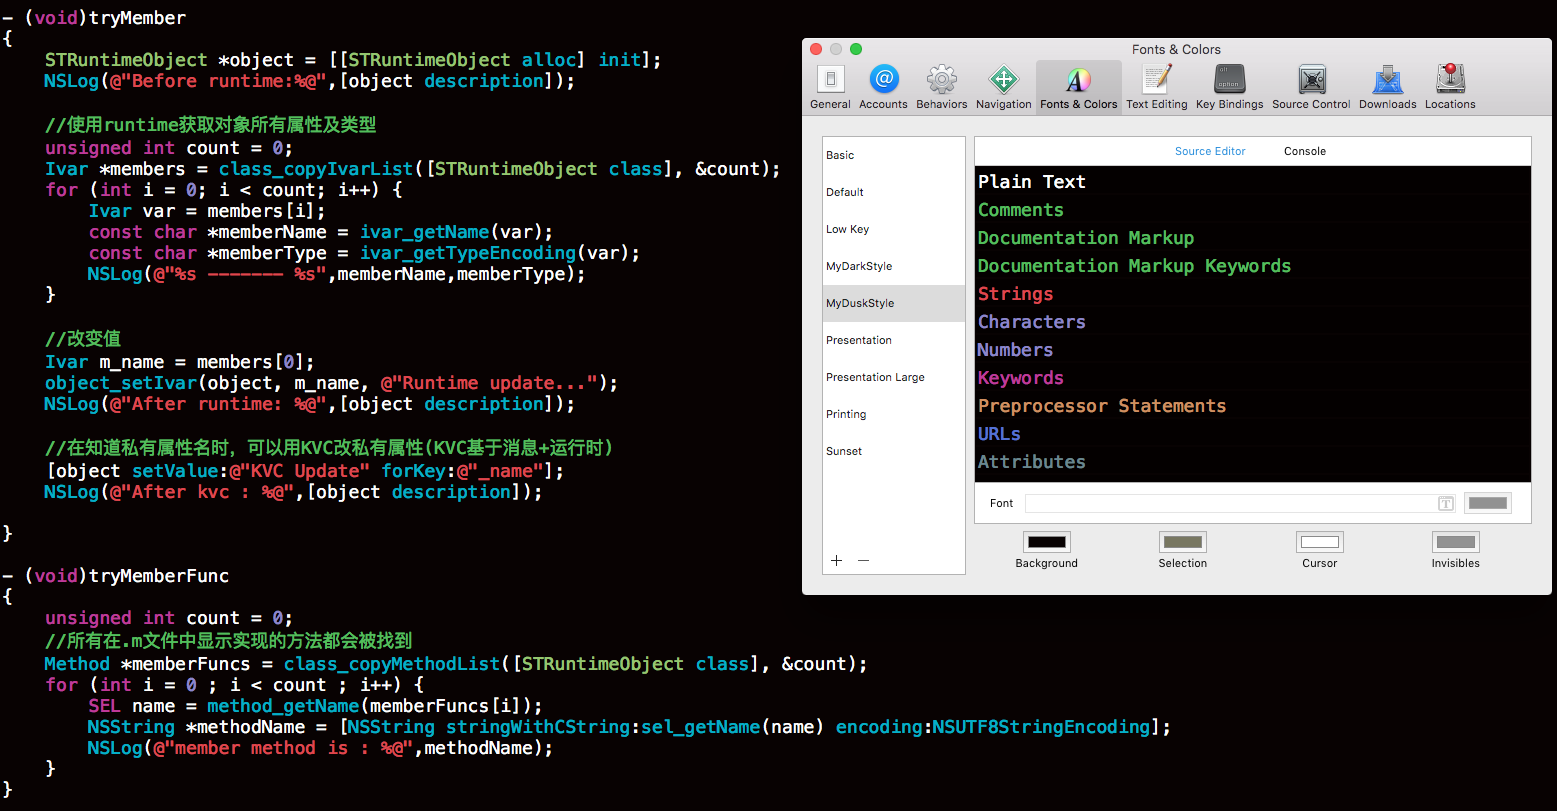 - (void)tryMember
{
    STRuntimeObject *object = [[STRuntimeObject alloc] init];
    NSLog(@"Before runtime:%@",[object description]);

    //使用runtime获取对象所有属性及类型
    unsigned int count = 0;
    Ivar *members = class_copyIvarList([STRuntimeObject class], &count);
    for (int i = 0; i < count; i++) {
        Ivar var = members[i];
        const char *memberName = ivar_getName(var);
        const char *memberType = ivar_getTypeEncoding(var);
        NSLog(@"%s ------- %s",memberName,memberType);
    }

    //改变值
    Ivar m_name = members[0];
    object_setIvar(object, m_name, @"Runtime update...");
    NSLog(@"After runtime: %@",[object description]);

    //在知道私有属性名时，可以用KVC改私有属性(KVC基于消息+运行时)
    [object setValue:@"KVC Update" forKey:@"_name"];
    NSLog(@"After kvc : %@",[object description]);

}

- (void)tryMemberFunc
{
    unsigned int count = 0;
    //所有在.m文件中显示实现的方法都会被找到
    Method *memberFuncs = class_copyMethodList([STRuntimeObject class], &count);
    for (int i = 0 ; i < count ; i++) {
        SEL name = method_getName(memberFuncs[i]);
        NSString *methodName = [NSString stringWithCString:sel_getName(name) encoding:NSUTF8StringEncoding];
        NSLog(@"member method is : %@",methodName);
    }
}
Fonts & Colors
General Accounts Behaviors Navigation Fonts & Colors Text Editing Key Bindings Source Control Downloads Locations
Basic
Default
Low Key
MyDarkStyle
MyDuskStyle
Presentation
Presentation Large
Printing
Sunset
+ −
Source Editor Console
Plain Text
Comments
Documentation Markup
Documentation Markup Keywords
Strings
Characters
Numbers
Keywords
Preprocessor Statements
URLs
Attributes
Font T
Background Selection Cursor Invisibles
option